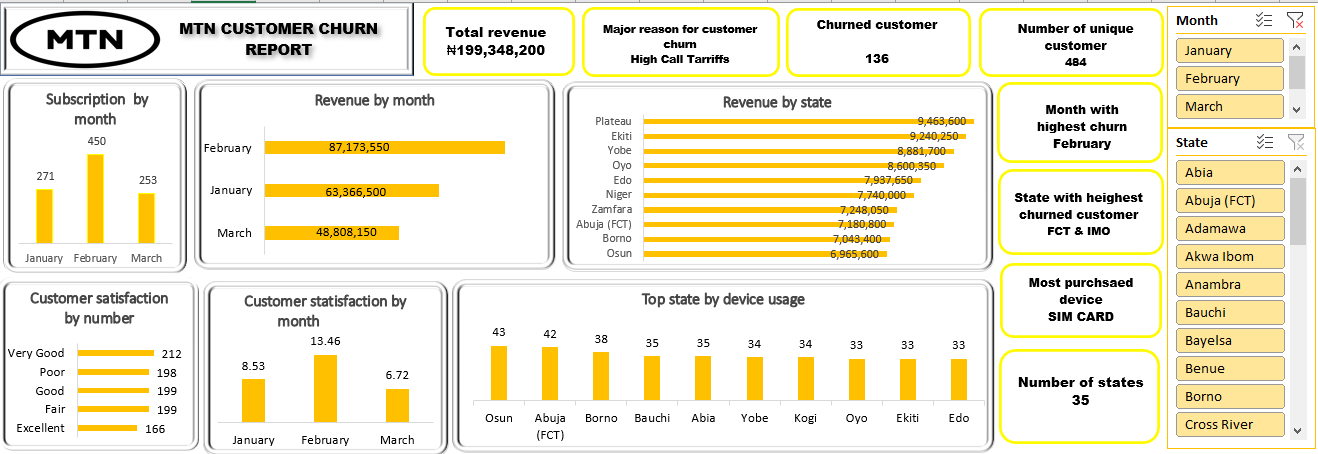 MTN
MTN CUSTOMER CHURN
REPORT
Total revenue
₦199,348,200
Major reason for customer
churn
High Call Tarriffs
Churned customer
136
Number of unique
customer
484
Month
January
February
March
Subscription by
month
271
450
253
January
February
March
Revenue by month
February
87,173,550
January
63,366,500
March
48,808,150
Revenue by state
Plateau
9,463,600
Ekiti
9,240,250
Yobe
8,881,700
Oyo
8,600,350
Edo
7,937,650
Niger
7,740,000
Zamfara
7,248,050
Abuja (FCT)
7,180,800
Borno
7,043,400
Osun
6,965,600
Month with
highest churn
February
State with heighest
churned customer
FCT & IMO
Most purchsaed
device
SIM CARD
Number of states
35
State
Abia
Abuja (FCT)
Adamawa
Akwa Ibom
Anambra
Bauchi
Bayelsa
Benue
Borno
Cross River
Customer satisfaction
by number
Very Good
212
Poor
198
Good
199
Fair
199
Excellent
166
Customer statisfaction by
month
8.53
13.46
6.72
January
February
March
Top state by device usage
43
42
38
35
35
34
34
33
33
33
Osun
Abuja
(FCT)
Borno
Bauchi
Abia
Yobe
Kogi
Oyo
Ekiti
Edo